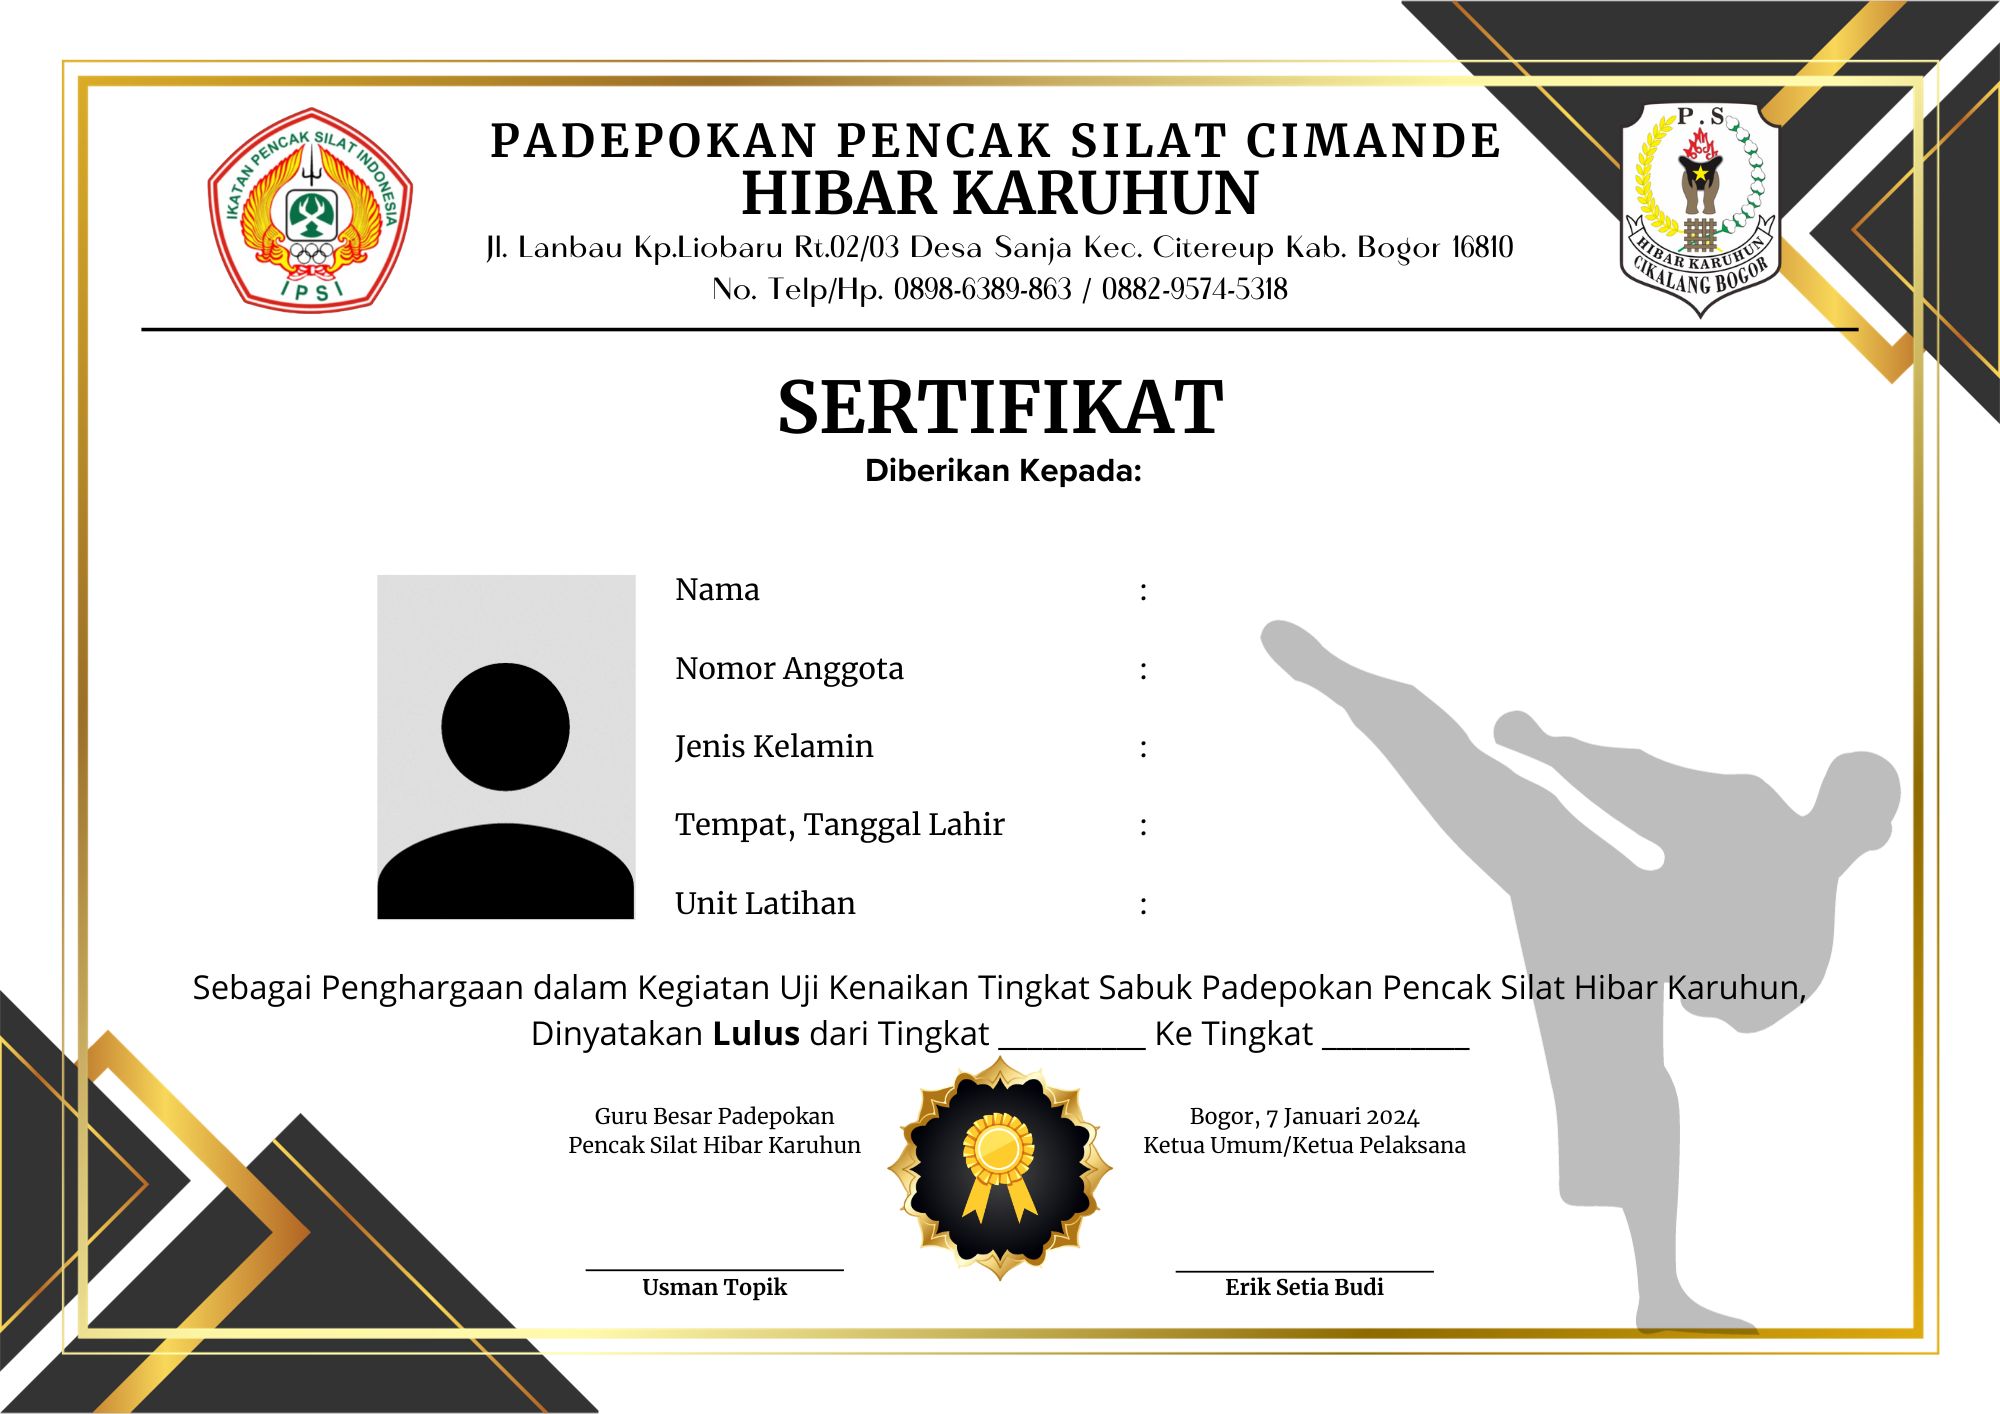 IKATAN PENCAK SILAT INDONESIA
IPSI
PADEPOKAN PENCAK SILAT CIMANDE
HIBAR KARUHUN
Jl. Lanbau Kp.Liobaru Rt.02/03 Desa Sanja Kec. Citereup Kab. Bogor 16810
No. Telp/Hp. 0898-6389-863 / 0882-9574-5318
P.S
HIBAR KARUHUN
CIKALANG BOGOR
SERTIFIKAT
Diberikan Kepada:
Nama :
Nomor Anggota :
Jenis Kelamin :
Tempat, Tanggal Lahir :
Unit Latihan :
Sebagai Penghargaan dalam Kegiatan Uji Kenaikan Tingkat Sabuk Padepokan Pencak Silat Hibar Karuhun,
Dinyatakan Lulus dari Tingkat _________ Ke Tingkat _________
Guru Besar Padepokan
Pencak Silat Hibar Karuhun
Usman Topik
Bogor, 7 Januari 2024
Ketua Umum/Ketua Pelaksana
Erik Setia Budi